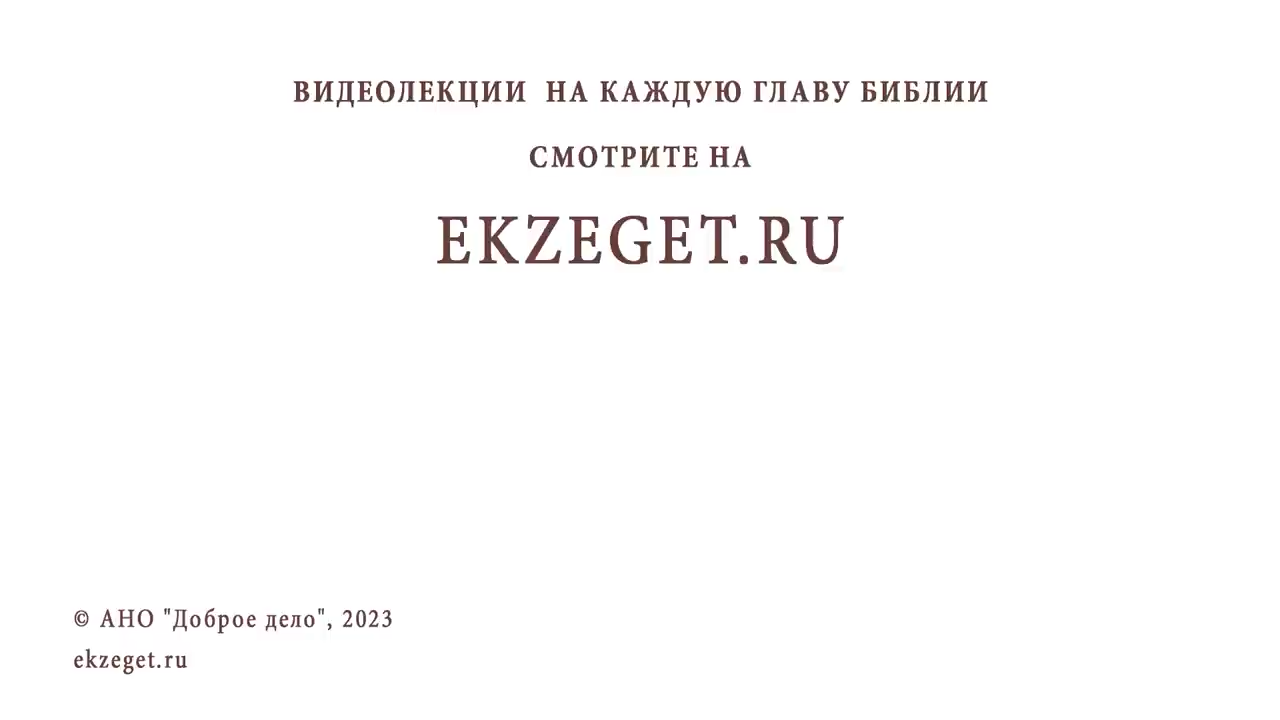 ВИДЕОЛЕКЦИИ НА КАЖДУЮ ГЛАВУ БИБЛИИ
СМОТРИТЕ НА
EKZEGET.RU
© АНО "Доброе дело", 2023
ekzeget.ru